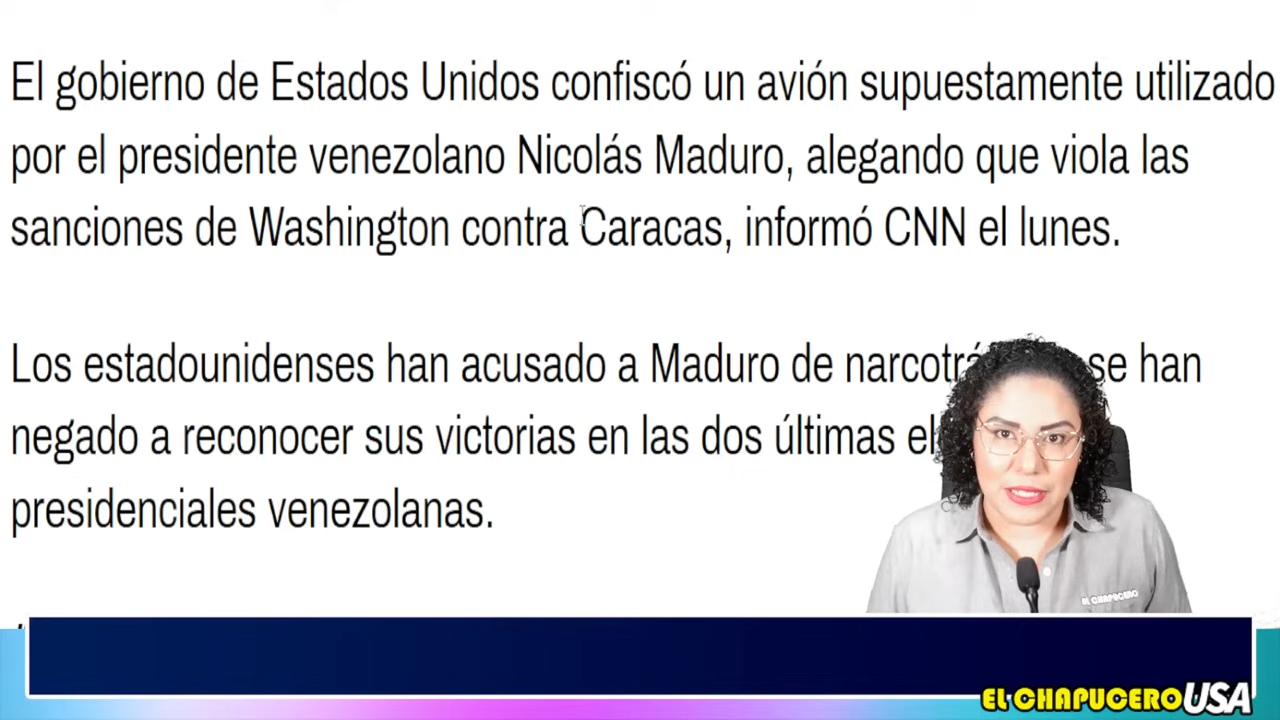 El gobierno de Estados Unidos confiscó un avión supuestamente utilizado
por el presidente venezolano Nicolás Maduro, alegando que viola las
sanciones de Washington contra Caracas, informó CNN el lunes.
Los estadounidenses han acusado a Maduro de se han
negado a reconocer sus victorias en las dos últimas
presidenciales venezolanas.
EL CHAPUCERO
EL CHAPUCERO USA